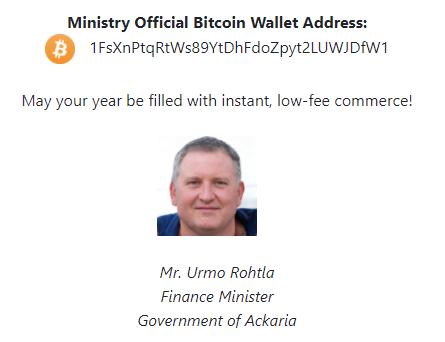 Ministry Official Bitcoin Wallet Address:
1FsXnPtqRtWs89YtDhFdoZpyt2LUWJDfW1
May your year be filled with instant, low-fee commerce!
Mr. Urmo Rohtla
Finance Minister
Government of Ackaria